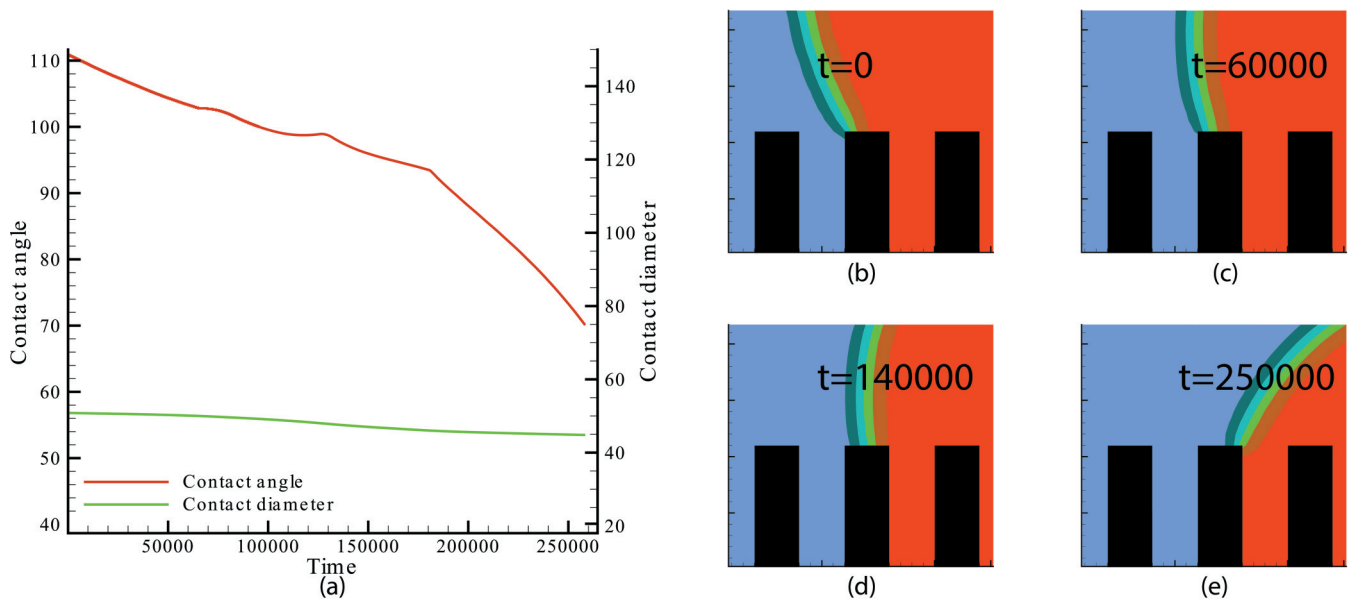 110
100
90
80
70
60
50
40
Contact angle
140
120
100
80
60
40
20
Contact diameter
Contact angle
Contact diameter
50000 100000 150000 200000 250000
Time
(a)
t=0
(b)
t=60000
(c)
t=140000
(d)
t=250000
(e)